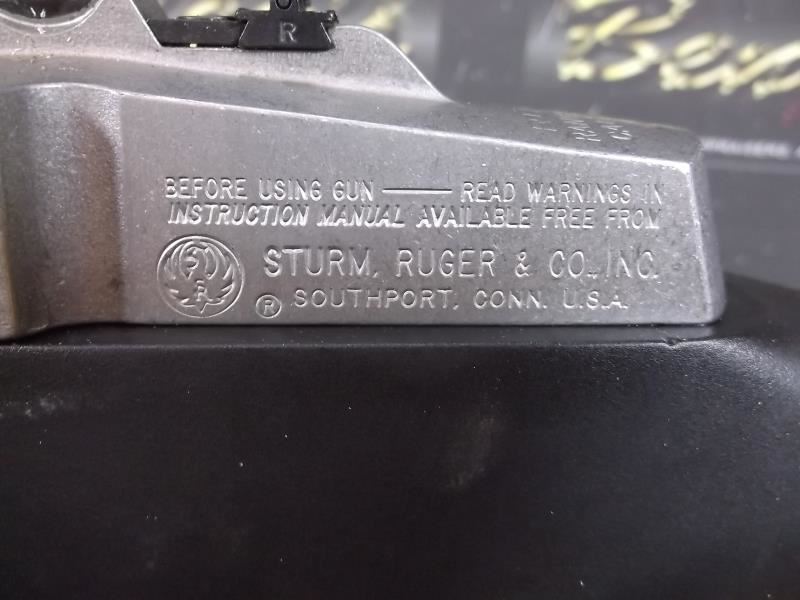 R
BEFORE USING GUN —— READ WARNINGS IN
INSTRUCTION MANUAL AVAILABLE FREE FROM
STURM, RUGER & CO., INC.
® SOUTHPORT, CONN. U.S.A.